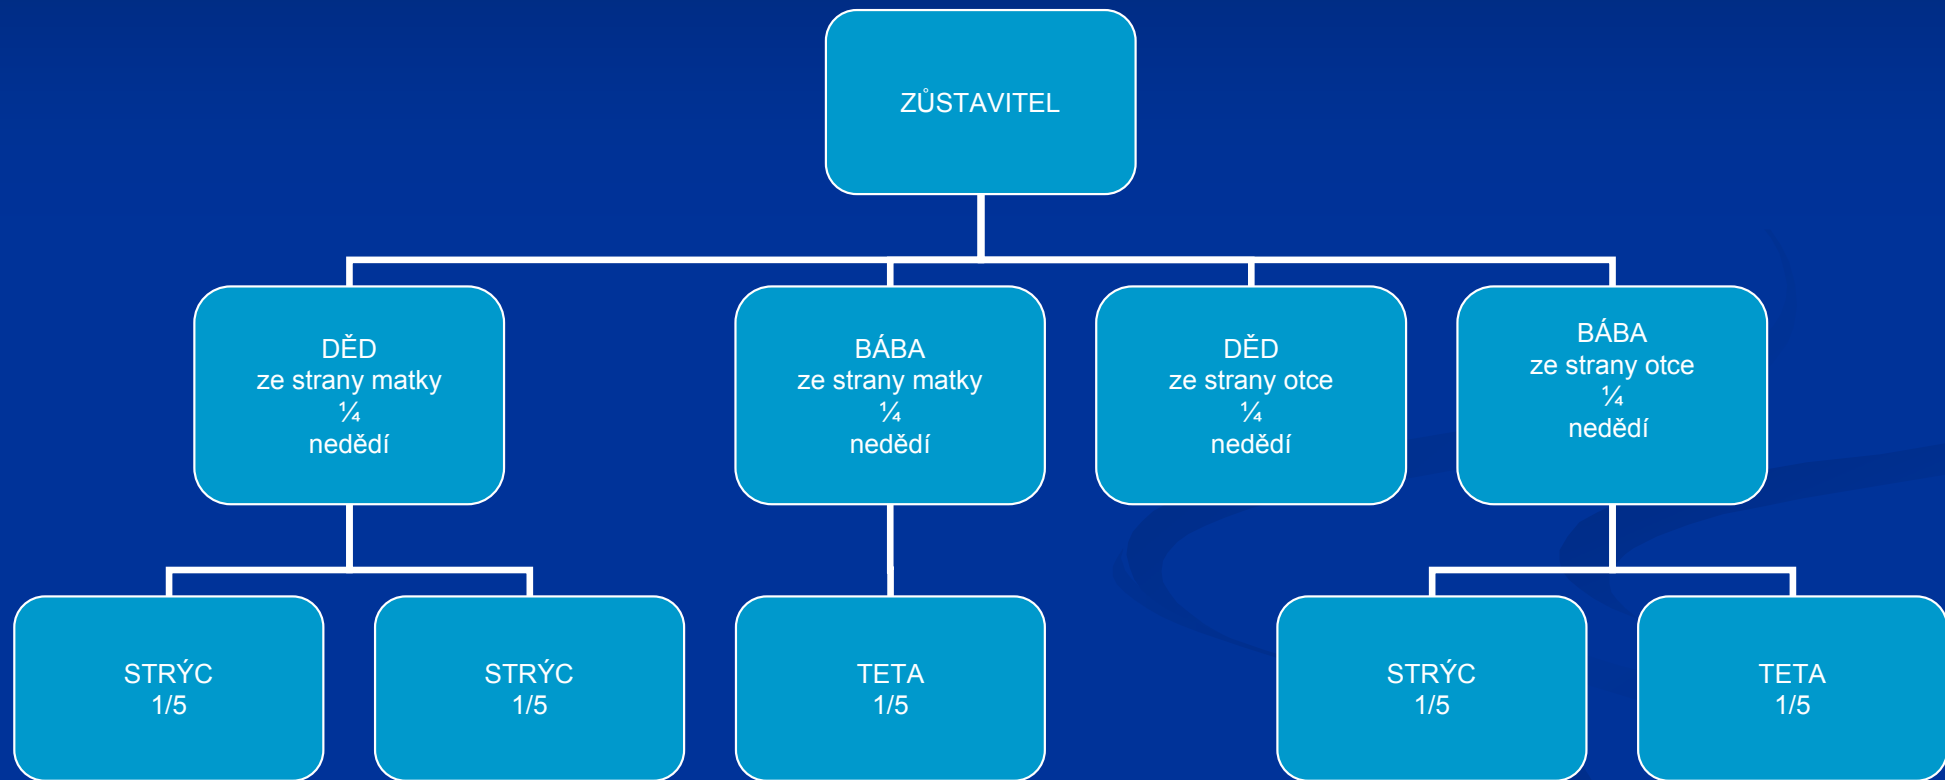 ZŮSTAVITEL
DĚD
ze strany matky
¼
nedědí
BÁBA
ze strany matky
¼
nedědí
DĚD
ze strany otce
¼
nedědí
BÁBA
ze strany otce
¼
nedědí
STRÝC
1/5
STRÝC
1/5
TETA
1/5
STRÝC
1/5
TETA
1/5